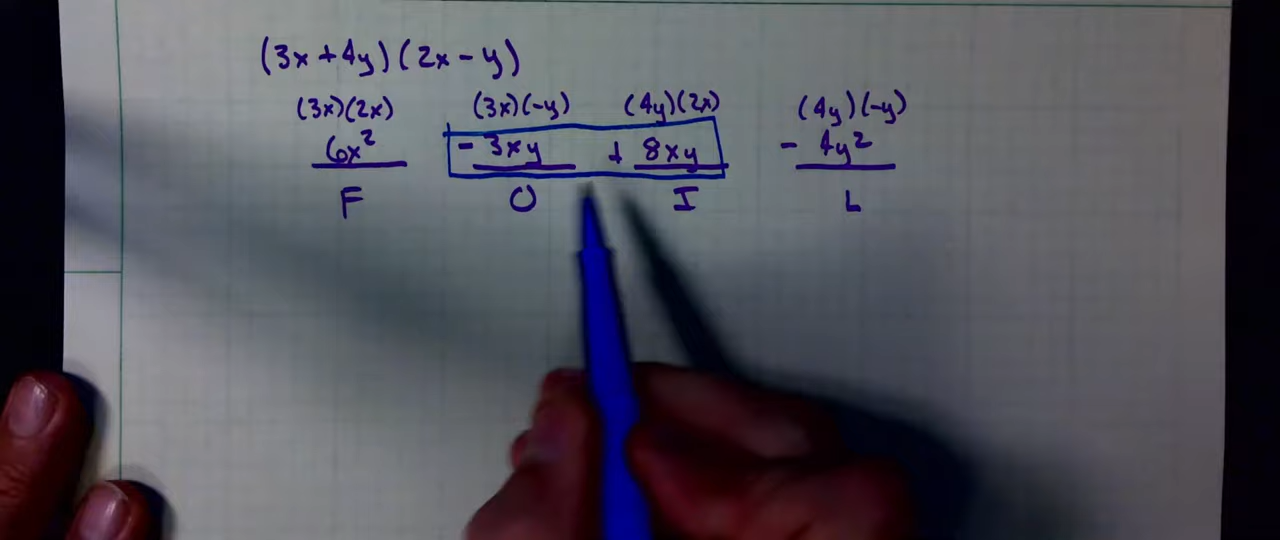 (3x+4y)(2x-y)
(3x)(2x) (3x)(-y) (4y)(2x) (4y)(-y)
6x² - 3xy + 8xy - 4y²
F O I L